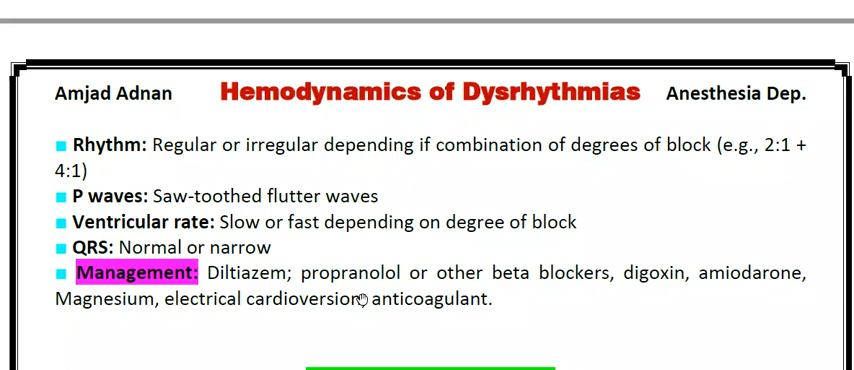 Amjad Adnan Hemodynamics of Dysrhythmias Anesthesia Dep.
■ Rhythm: Regular or irregular depending if combination of degrees of block (e.g., 2:1 +
4:1)
■ P waves: Saw-toothed flutter waves
■ Ventricular rate: Slow or fast depending on degree of block
■ QRS: Normal or narrow
■ Management: Diltiazem; propranolol or other beta blockers, digoxin, amiodarone,
Magnesium, electrical cardioversion, anticoagulant.